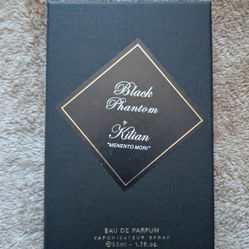 Black
Phantom
by
Kilian
"MEMENTO MORI"
EAU DE PARFUM
VAPORISATEUR SPRAY
℮50ml - 1.7fl.oz.